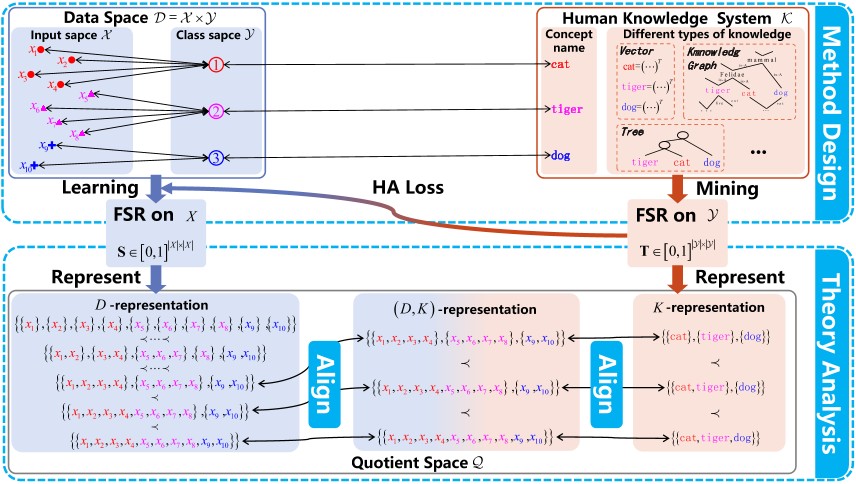 Data Space 𝒟 = 𝒳 × 𝒴
Input sapce 𝒳
Class sapce 𝒴
x₁
x₂
x₃
x₄
x₅
x₆
x₇
x₈
x₉
x₁₀
1
2
3
Human Knowledge System 𝒦
Concept name
Different types of knowledge
cat
tiger
dog
Vector
cat=(⋯)ᵀ
tiger=(⋯)ᵀ
dog=(⋯)ᵀ
Kmnowledg
Graph
mammal
Felidae
tiger cat dog
Tree
tiger cat dog
•••
Method Design
Learning
HA Loss
Mining
FSR on X
S∈[0,1]^|X|×|X|
FSR on 𝒴
T∈[0,1]^|𝒴|×|𝒴|
Represent
Represent
Theory Analysis
D -representation
{{x₁},{x₂},{x₃},{x₄},{x₅},{x₆},{x₇},{x₈},{x₉},{x₁₀}}
≺⋯≺
{{x₁,x₂},{x₃,x₄},{x₅,x₆,x₇},{x₈},{x₉,x₁₀}}
≺⋯≺
{{x₁,x₂,x₃,x₄},{x₅,x₆,x₇,x₈},{x₉,x₁₀}}
≺
{{x₁,x₂,x₃,x₄,x₅,x₆,x₇,x₈},{x₉,x₁₀}}
≺
{{x₁,x₂,x₃,x₄,x₅,x₆,x₇,x₈,x₉,x₁₀}}
Align
(D,K) -representation
{{x₁,x₂,x₃,x₄},{x₅,x₆,x₇,x₈},{x₉,x₁₀}}
≺
{{x₁,x₂,x₃,x₄,x₅,x₆,x₇,x₈},{x₉,x₁₀}}
≺
{{x₁,x₂,x₃,x₄,x₅,x₆,x₇,x₈,x₉,x₁₀}}
Align
K -representation
{{cat},{tiger},{dog}}
≺
{{cat,tiger},{dog}}
≺
{{cat,tiger,dog}}
Quotient Space 𝒬